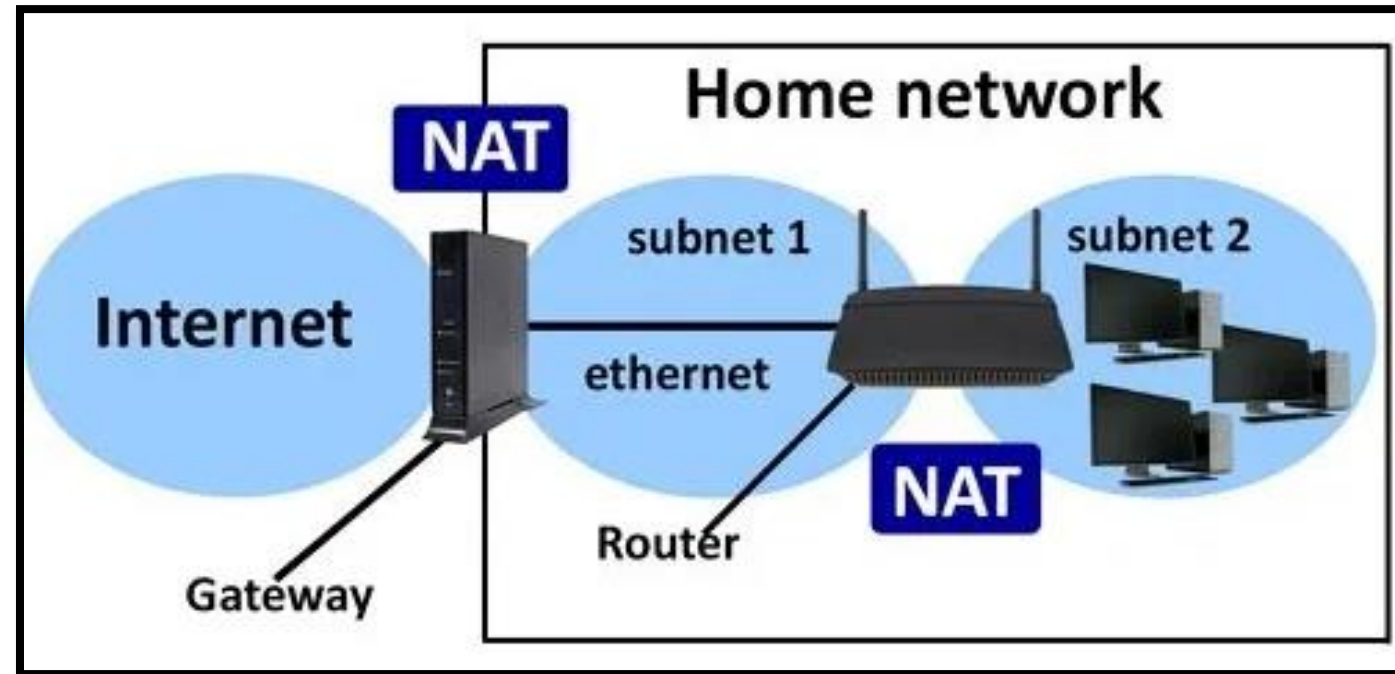 Home network
NAT
subnet 1
subnet 2
Internet
ethernet
NAT
Router
Gateway